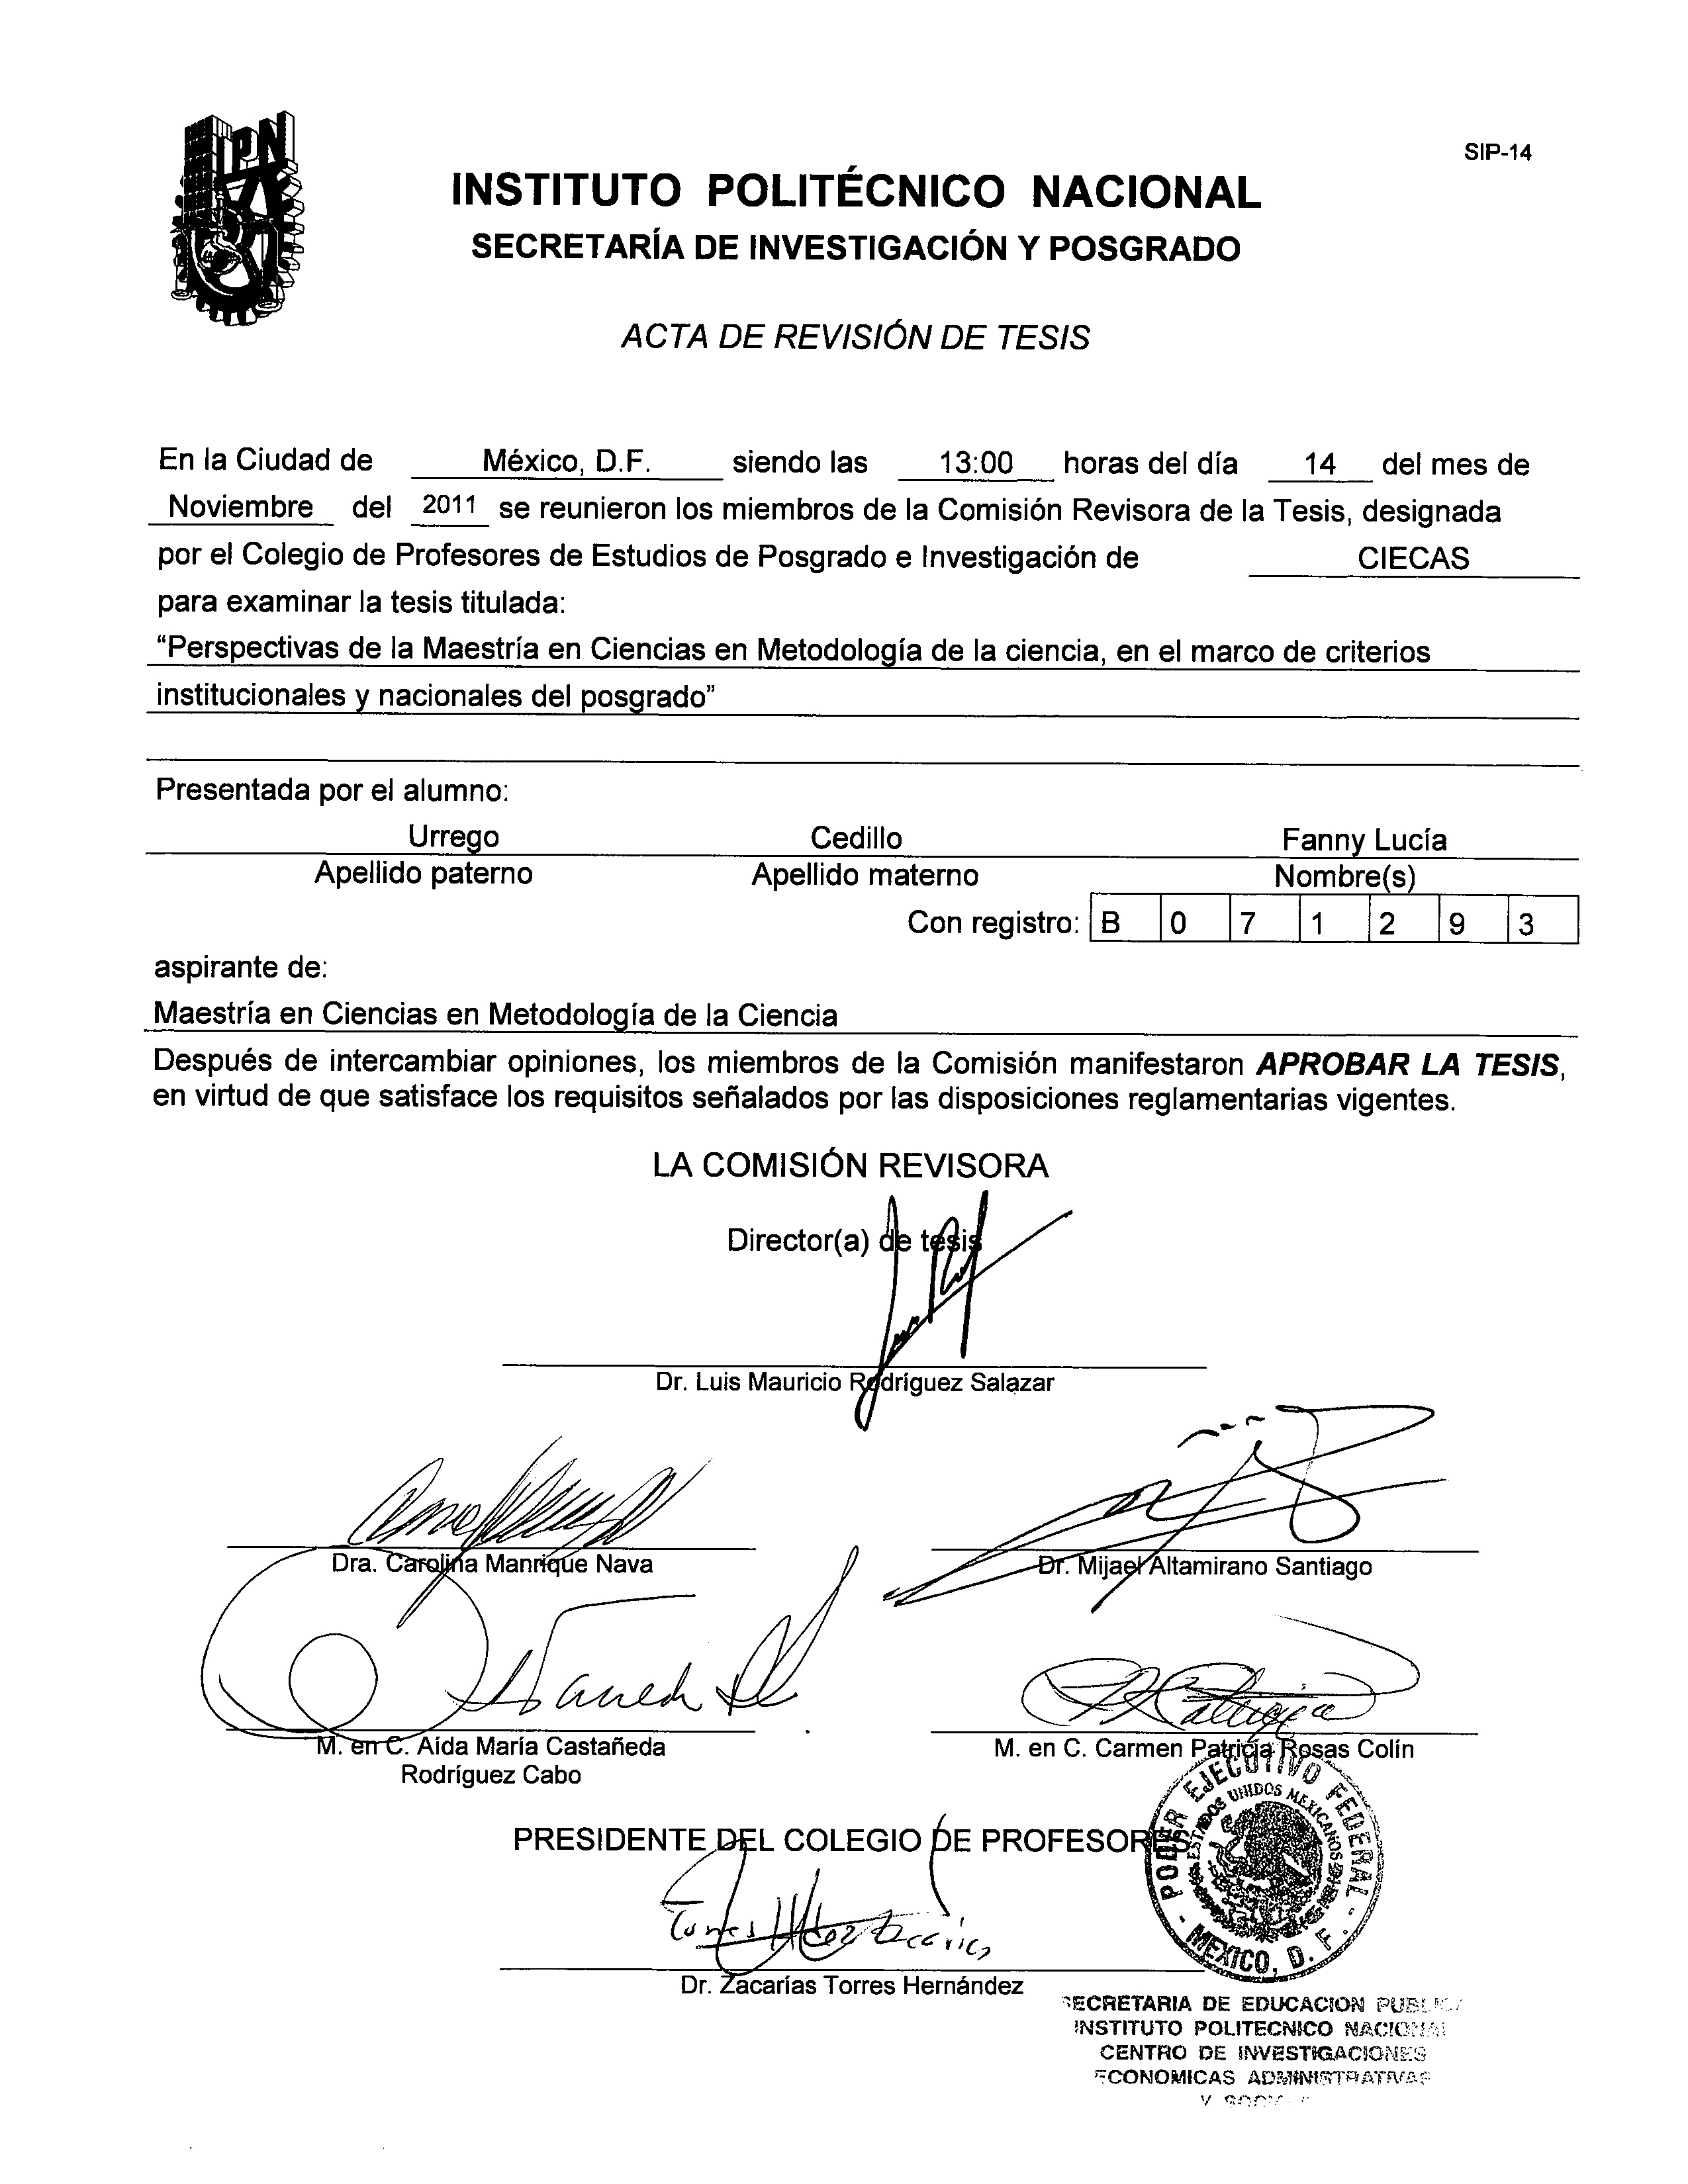 IPN
SIP-14
INSTITUTO POLITÉCNICO NACIONAL
SECRETARÍA DE INVESTIGACIÓN Y POSGRADO
ACTA DE REVISIÓN DE TESIS
En la Ciudad de México, D.F. siendo las 13:00 horas del día 14 del mes de
Noviembre del 2011 se reunieron los miembros de la Comisión Revisora de la Tesis, designada
por el Colegio de Profesores de Estudios de Posgrado e Investigación de CIECAS
para examinar la tesis titulada:
“Perspectivas de la Maestría en Ciencias en Metodología de la ciencia, en el marco de criterios
institucionales y nacionales del posgrado”
Presentada por el alumno:
Urrego Cedillo Fanny Lucía
Apellido paterno Apellido materno Nombre(s)
Con registro: B 0 7 1 2 9 3
aspirante de:
Maestría en Ciencias en Metodología de la Ciencia
Después de intercambiar opiniones, los miembros de la Comisión manifestaron APROBAR LA TESIS,
en virtud de que satisface los requisitos señalados por las disposiciones reglamentarias vigentes.
LA COMISIÓN REVISORA
Director(a) de tesis
Dr. Luis Mauricio Rodríguez Salazar
Dra. Carolina Manrique Nava Dr. Mijael Altamirano Santiago
M. en C. Aída María Castañeda M. en C. Carmen Patricia Rosas Colín
Rodríguez Cabo
PODER EJECUTIVO FEDERAL
ESTADOS UNIDOS MEXICANOS
MEXICO, D. F.
PRESIDENTE DEL COLEGIO DE PROFESORES
Dr. Zacarías Torres Hernández
SECRETARIA DE EDUCACION PUBLICA
INSTITUTO POLITECNICO NACIONAL
CENTRO DE INVESTIGACIONES
ECONOMICAS ADMINISTRATIVAS
Y